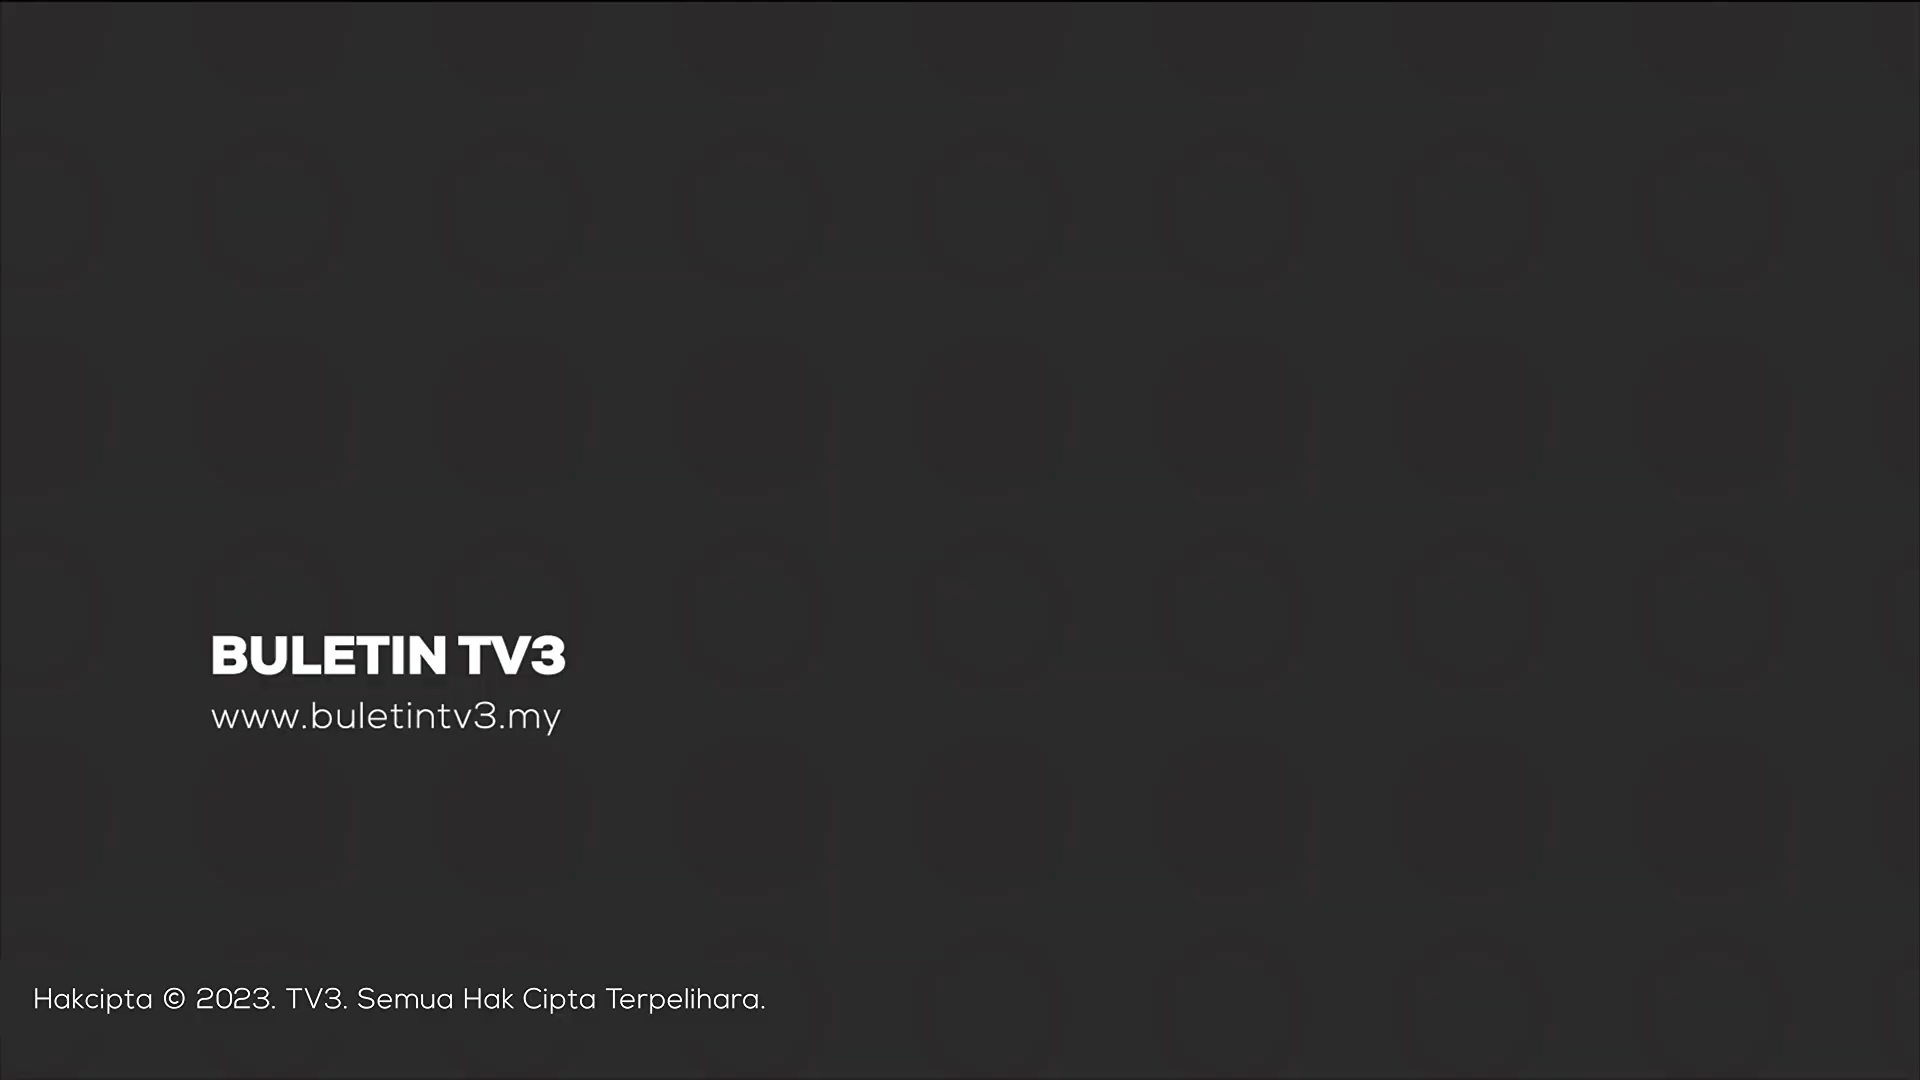 BULETIN TV3
www.buletintv3.my
Hakcipta © 2023. TV3. Semua Hak Cipta Terpelihara.